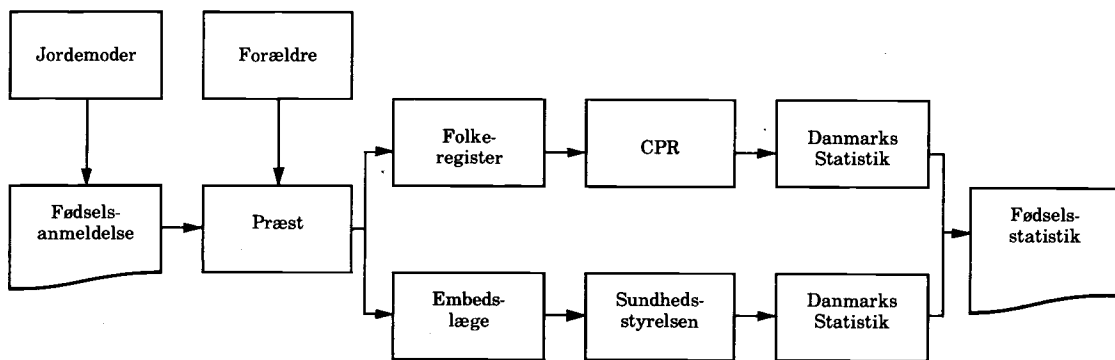 Jordemoder
Forældre
Fødsels-
anmeldelse
Præst
Folke-
register
CPR
Danmarks
Statistik
Embeds-
læge
Sundheds-
styrelsen
Danmarks
Statistik
Fødsels-
statistik